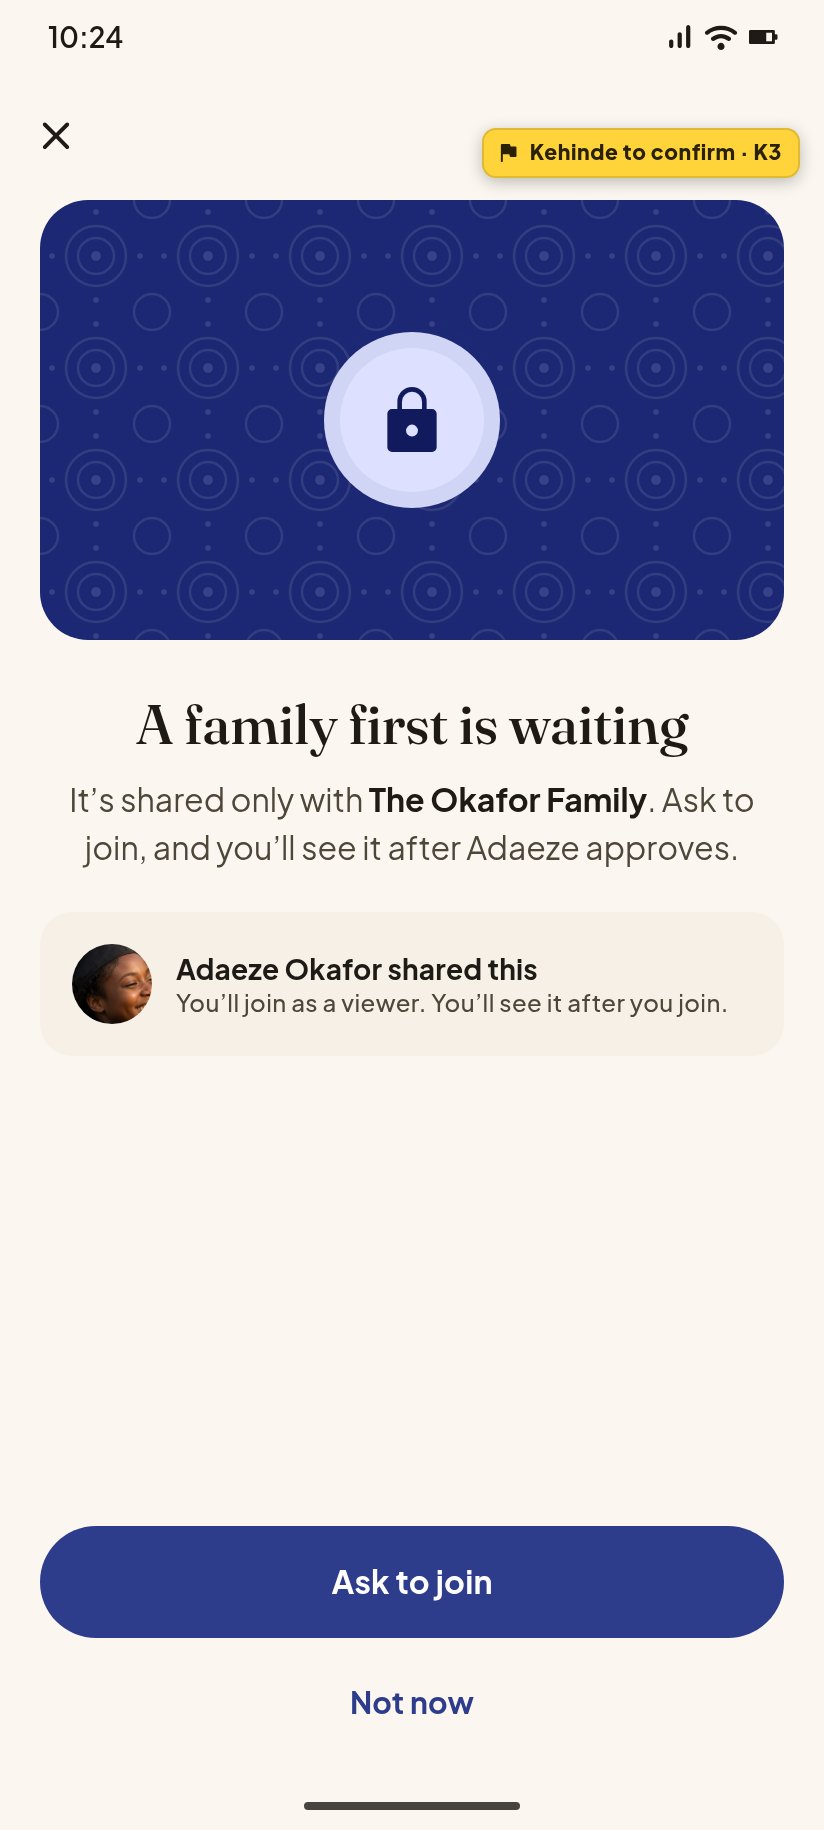 10:24
Kehinde to confirm · K3
A family first is waiting
It’s shared only with The Okafor Family. Ask to
join, and you’ll see it after Adaeze approves.
Adaeze Okafor shared this
You’ll join as a viewer. You’ll see it after you join.
Ask to join
Not now